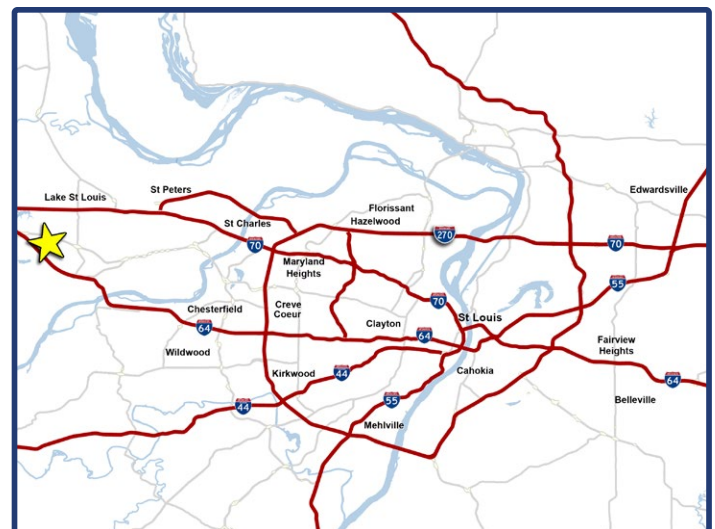 St Peters
Lake St Louis
Edwardsville
Florissant
Hazelwood
St Charles
270
70
70
Maryland
Heights
55
Chesterfield
Creve
Coeur
70
St Louis
64
Clayton
64
Fairview
Heights
Wildwood
Kirkwood
44
Cahokia
64
44
55
Belleville
Mehlville